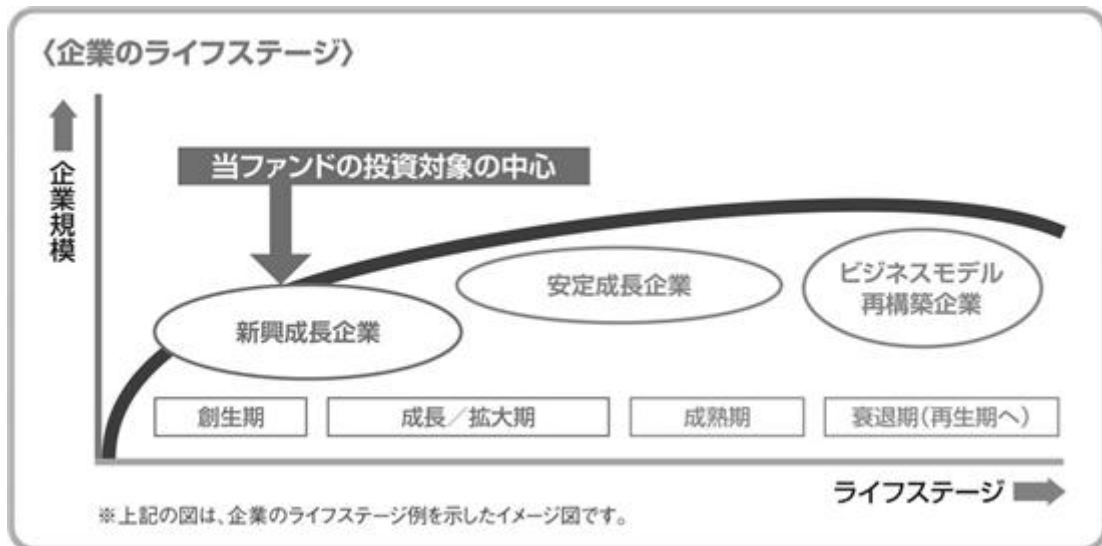 〈企業のライフステージ〉
企業規模
当ファンドの投資対象の中心
新興成長企業
安定成長企業
ビジネスモデル
再構築企業
創生期
成長／拡大期
成熟期
衰退期(再生期へ)
ライフステージ
※上記の図は、企業のライフステージ例を示したイメージ図です。